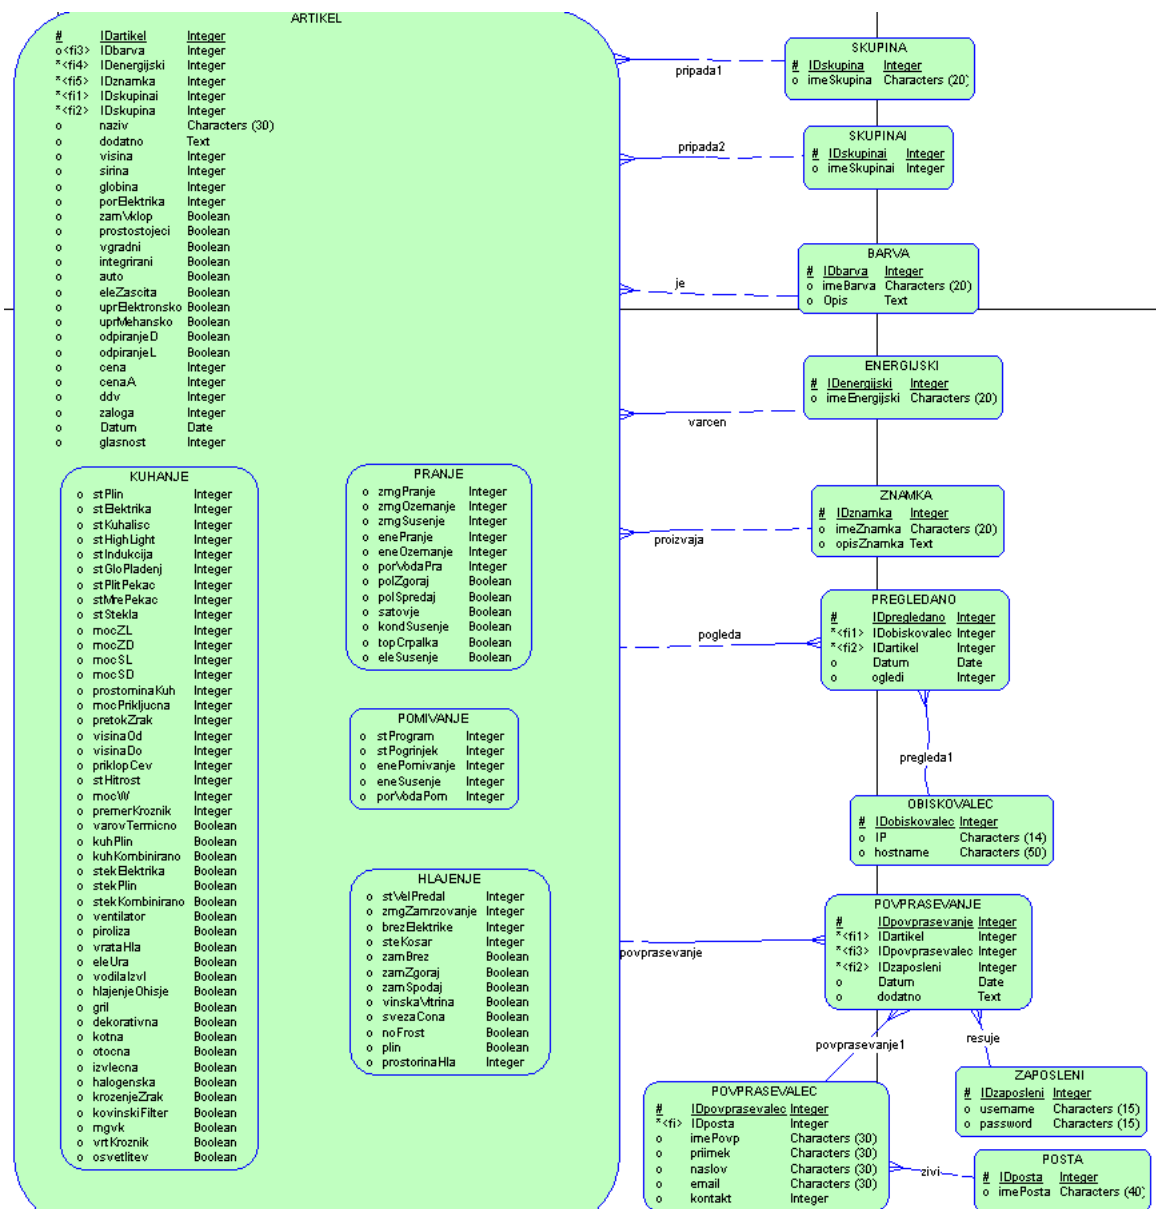 ARTIKEL
# IDartikel Integer
o<fi3> IDbarva Integer
*<fi4> IDenergijski Integer
*<fi5> IDznamka Integer
*<fi1> IDskupinai Integer
*<fi2> IDskupina Integer
o naziv Characters (30)
o dodatno Text
o visina Integer
o sirina Integer
o globina Integer
o porElektrika Integer
o zamVklop Boolean
o prostostojeci Boolean
o vgradni Boolean
o integrirani Boolean
o auto Boolean
o eleZascita Boolean
o uprElektronsko Boolean
o uprMehansko Boolean
o odpiranjeD Boolean
o odpiranjeL Boolean
o cena Integer
o cenaA Integer
o ddv Integer
o zaloga Integer
o Datum Date
o glasnost Integer
KUHANJE
o stPlin Integer
o stElektrika Integer
o stKuhalisc Integer
o stHighLight Integer
o stIndukcija Integer
o stGloPladenj Integer
o stPlitPekac Integer
o stMrePekac Integer
o stStekla Integer
o mocZL Integer
o mocZD Integer
o mocSL Integer
o mocSD Integer
o prostorninaKuh Integer
o mocPrikljucna Integer
o pretokZrak Integer
o visinaOd Integer
o visinaDo Integer
o priklopCev Integer
o stHitrost Integer
o mocW Integer
o premerKroznik Integer
o varovTermicno Boolean
o kuhPlin Boolean
o kuhKombinirano Boolean
o stekElektrika Boolean
o stekPlin Boolean
o stekKombinirano Boolean
o ventilator Boolean
o piroliza Boolean
o vrataHla Boolean
o eleUra Boolean
o vodilaIzvl Boolean
o hlajenjeOhisje Boolean
o gril Boolean
o dekorativna Boolean
o kotna Boolean
o otocna Boolean
o izvlecna Boolean
o halogenska Boolean
o krozenjeZrak Boolean
o kovinskiFilter Boolean
o mgvk Boolean
o vrtKroznik Boolean
o osvetlitev Boolean
PRANJE
o zmgPranje Integer
o zmgOzemanje Integer
o zmgSusenje Integer
o enePranje Integer
o eneOzemanje Integer
o porVodaPra Integer
o polZgoraj Boolean
o polSpredaj Boolean
o satovje Boolean
o kondSusenje Boolean
o topCrpalka Boolean
o eleSusenje Boolean
POMIVANJE
o stProgram Integer
o stPogrinjek Integer
o enePomivanje Integer
o eneSusenje Integer
o porVodaPom Integer
HLAJENJE
o stVelPredal Integer
o zmgZamrzovanje Integer
o brezElektrike Integer
o steKosar Integer
o zamBrez Boolean
o zamZgoraj Boolean
o zamSpodaj Boolean
o vinskaVitrina Boolean
o svezaCona Boolean
o noFrost Boolean
o plin Boolean
o prostorinaHla Integer
pripada1
SKUPINA
# IDskupina Integer
o imeSkupina Characters (20)
pripada2
SKUPINAI
# IDskupinai Integer
o imeSkupinai Integer
je
BARVA
# IDbarva Integer
o imeBarva Characters (20)
o Opis Text
varcen
ENERGIJSKI
# IDenergijski Integer
o imeEnergijski Characters (20)
proizvaja
ZNAMKA
# IDznamka Integer
o imeZnamka Characters (20)
o opisZnamka Text
pogleda
PREGLEDANO
# IDpregledano Integer
*<fi1> IDobiskovalec Integer
*<fi2> IDartikel Integer
o Datum Date
o ogledi Integer
pregleda1
OBISKOVALEC
# IDobiskovalec Integer
o IP Characters (14)
o hostname Characters (50)
povprasevanje
POVPRASEVANJE
# IDpovprasevanje Integer
*<fi1> IDartikel Integer
*<fi3> IDpovprasevalec Integer
*<fi2> IDzaposleni Integer
o Datum Date
o dodatno Text
povprasevanje1
resuje
ZAPOSLENI
# IDzaposleni Integer
o username Characters (15)
o password Characters (15)
POVPRASEVALEC
# IDpovprasevalec Integer
*<fi> IDposta Integer
o imePovp Characters (30)
o priimek Characters (30)
o naslov Characters (30)
o email Characters (30)
o kontakt Integer
zivi
POSTA
# IDposta Integer
o imePosta Characters (40)